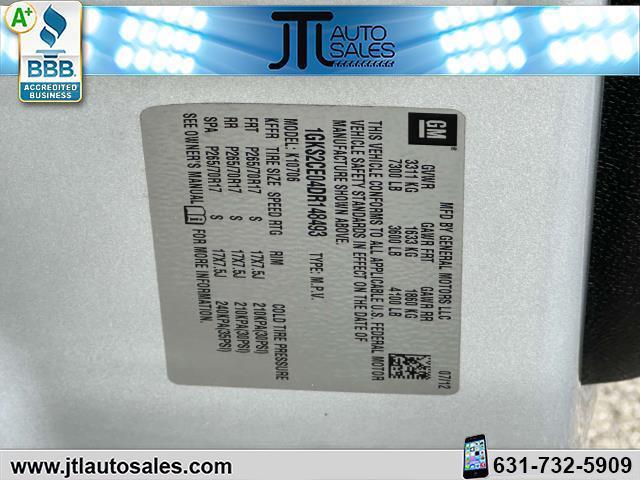 A+
BBB.
ACCREDITED
BUSINESS
JTL AUTO
SALES
GM
MFD BY GENERAL MOTORS LLC 07/12
GVWR GAWR FRT GAWR RR
3311 KG 1633 KG 1860 KG
7300 LB 3600 LB 4100 LB
THIS VEHICLE CONFORMS TO ALL APPLICABLE U.S. FEDERAL MOTOR
VEHICLE SAFETY STANDARDS IN EFFECT ON THE DATE OF
MANUFACTURE SHOWN ABOVE.
1GKS2CE04DR148493 TYPE: M.P.V.
MODEL: K10706
KFFR TIRE SIZE SPEED RTG RIM COLD TIRE PRESSURE
FRT P265/70R17 S 17X7.5J 210KPA(30PSI)
RR P265/70R17 S 17X7.5J 210KPA(30PSI)
SPA P265/70R17 S 17X7.5J 240KPA(35PSI)
SEE OWNER'S MANUAL FOR MORE INFORMATION.
www.jtlautosales.com
631-732-5909